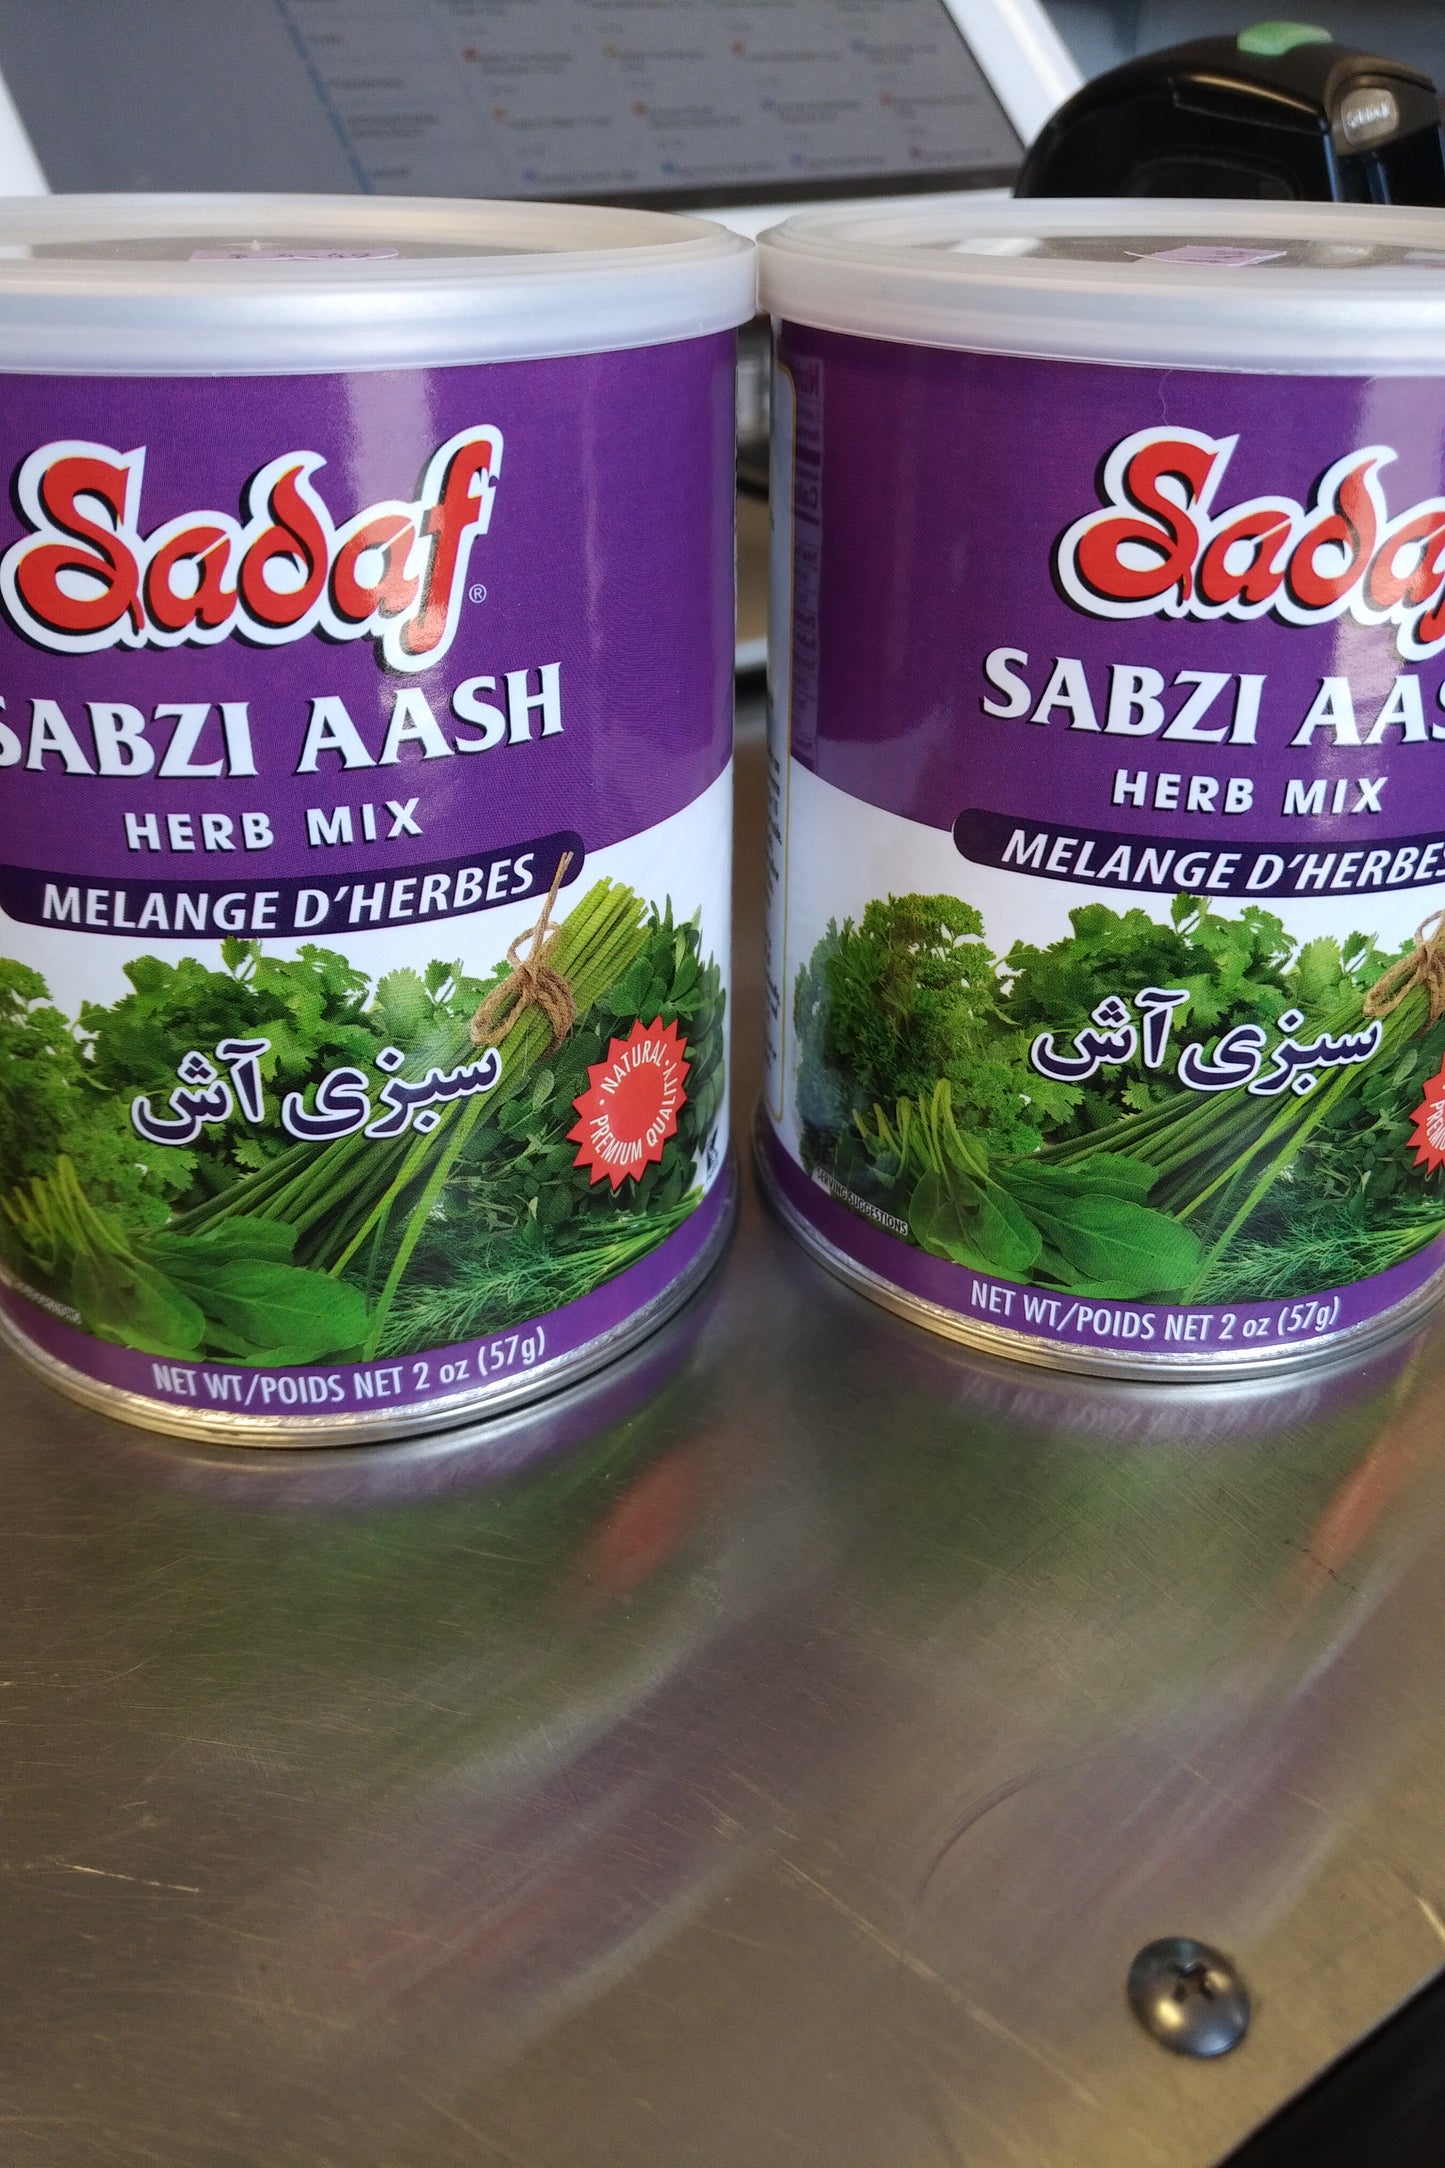 Sadaf®
SABZI AASH
HERB MIX
MELANGE D'HERBES
سبزی آش
NATURAL
PREMIUM QUALITY
NET WT/POIDS NET 2 oz (57g)
Sadaf
SABZI AAS
HERB MIX
MELANGE D'HERBES
سبزی آش
SERVING SUGGESTIONS
NET WT/POIDS NET 2 oz (57g)